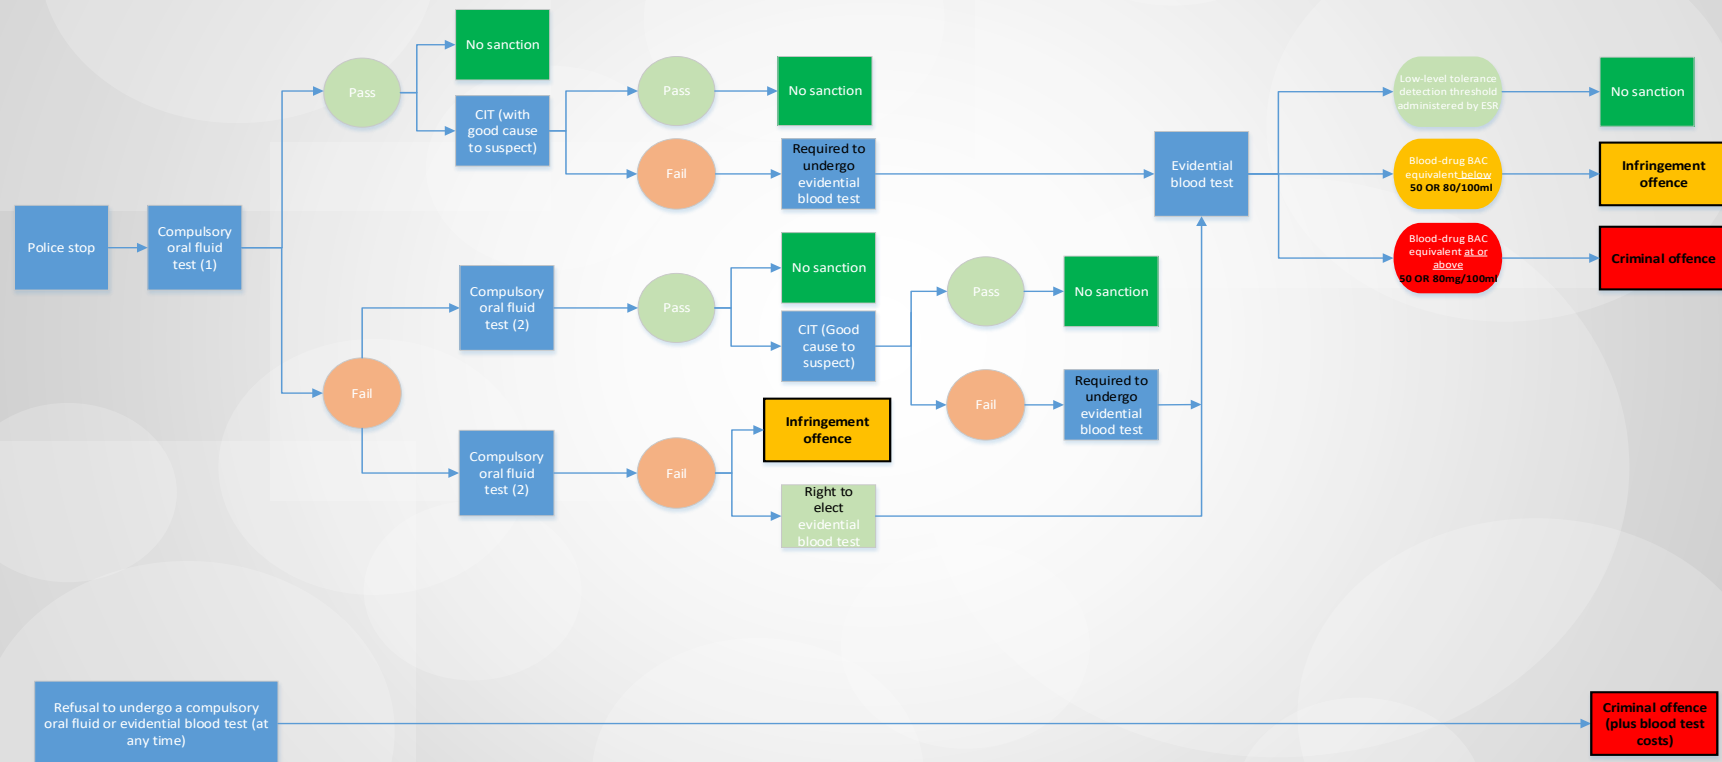 Police stop
Compulsory
oral fluid
test (1)
Pass
No sanction
CIT (with
good cause
to suspect)
Pass
No sanction
Fail
Required to
undergo
evidential
blood test
Evidential
blood test
Low-level tolerance
detection threshold
administered by ESR
No sanction
Blood-drug BAC
equivalent below
50 OR 80/100ml
Infringement
offence
Blood-drug BAC
equivalent at or
above
50 OR 80mg/100ml
Criminal offence
Fail
Compulsory
oral fluid
test (2)
Pass
No sanction
CIT (Good
cause to
suspect)
Pass
No sanction
Fail
Required to
undergo
evidential
blood test
Compulsory
oral fluid
test (2)
Fail
Infringement
offence
Right to
elect
evidential
blood test
Refusal to undergo a compulsory
oral fluid or evidential blood test (at
any time)
Criminal offence
(plus blood test
costs)